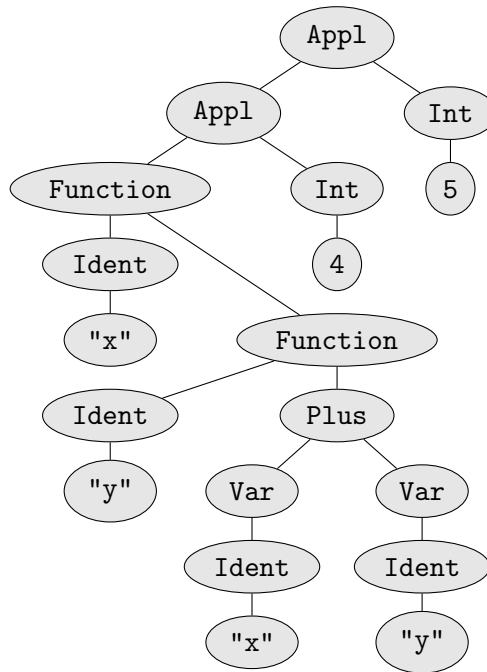 Appl
Appl Int
Function Int 5
Ident 4
"x" Function
Ident Plus
"y" Var Var
Ident Ident
"x" "y"